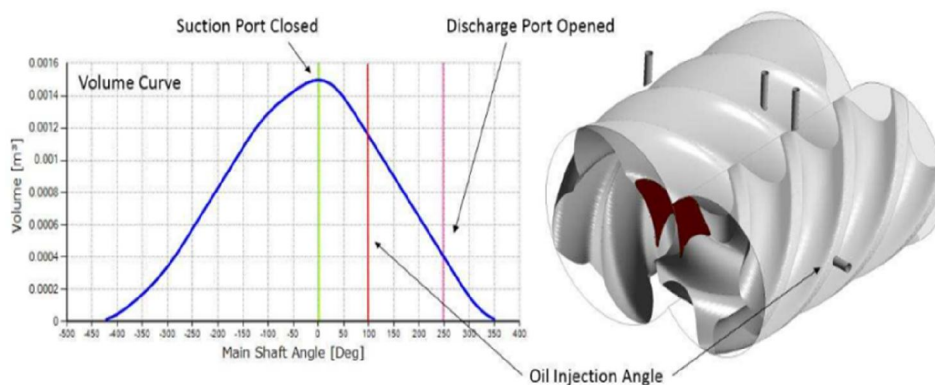 Suction Port Closed
Discharge Port Opened
Volume Curve
0.0016
0.0014
0.0012
0.001
0.0008
0.0006
0.0004
0.0002
0
Volume [m³]
-500 -450 -400 -350 -300 -250 -200 -150 -100 -50 0 50 100 150 200 250 300 350 400
Main Shaft Angle [Deg]
Oil Injection Angle